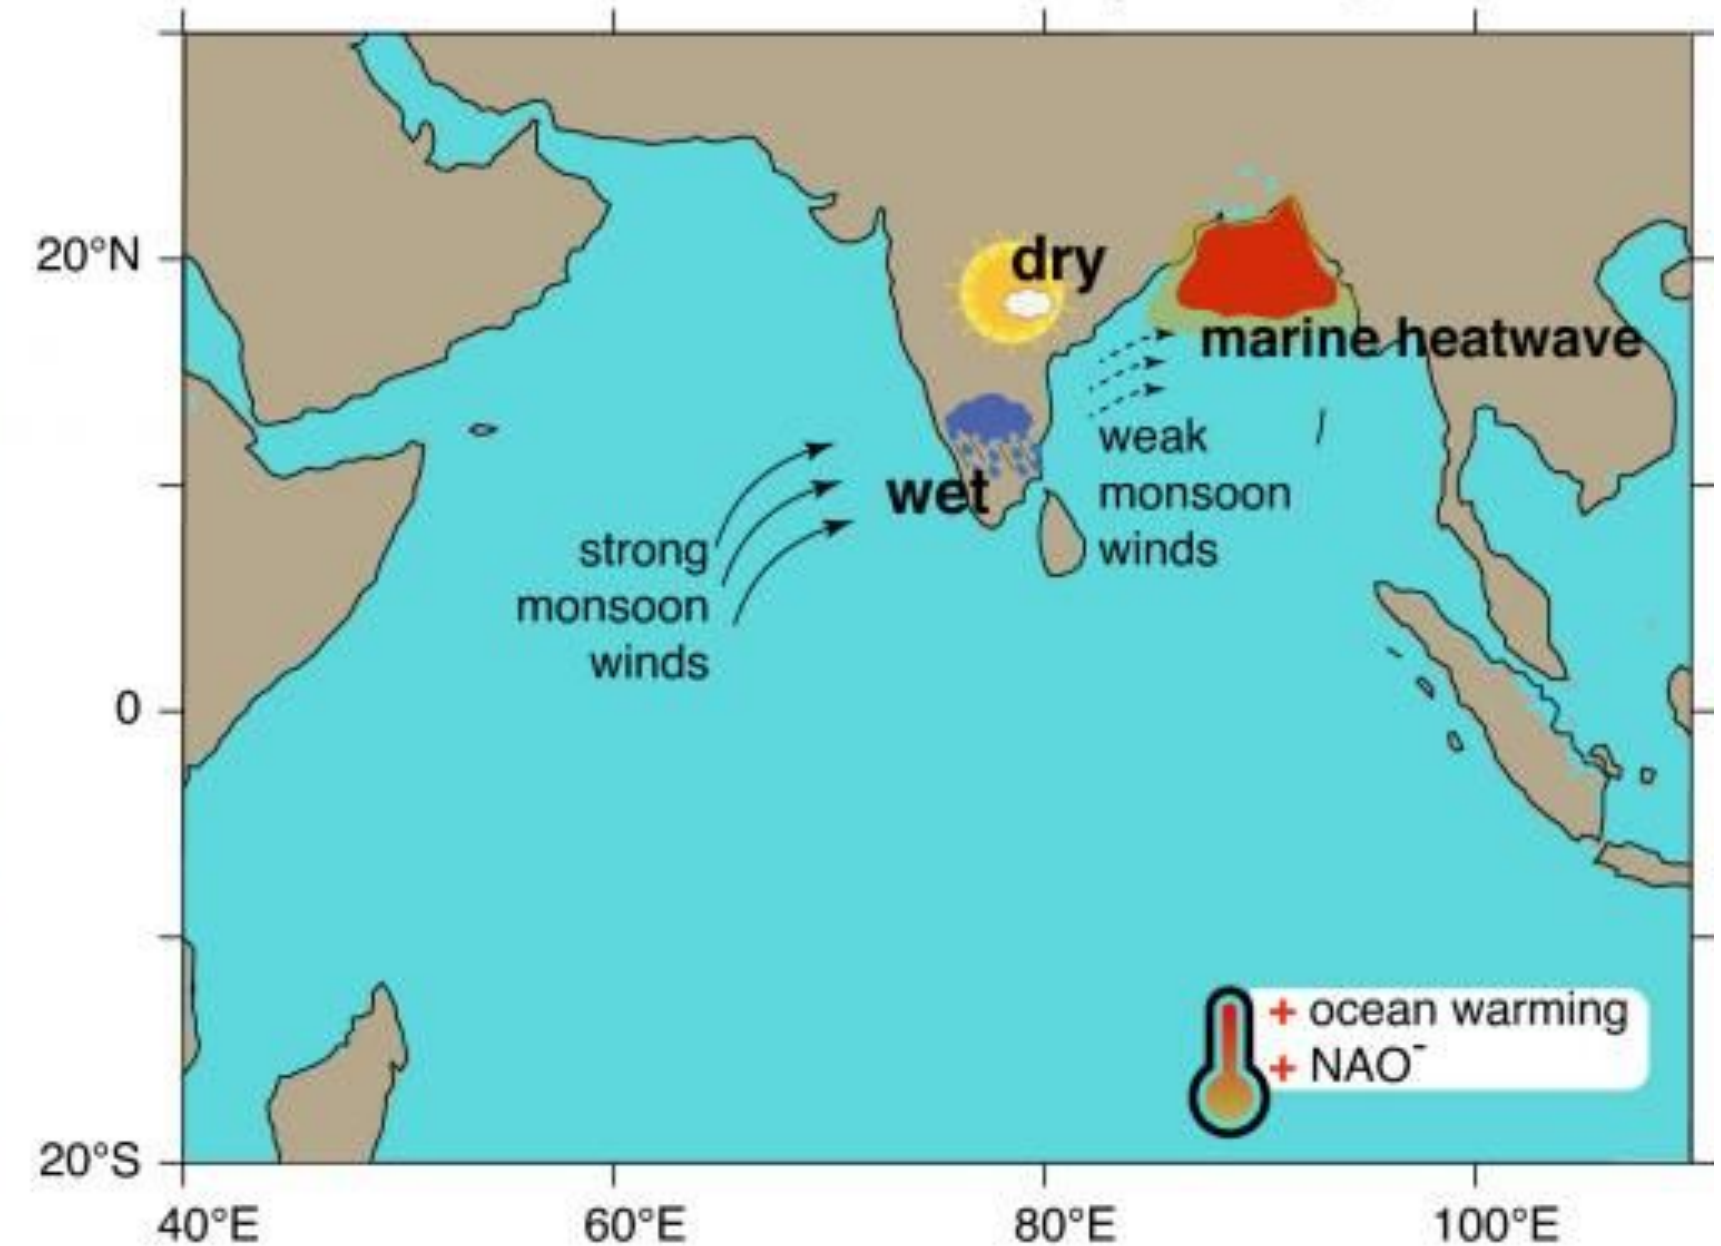 20°N
dry
marine heatwave
weak
monsoon
winds
wet
strong
monsoon
winds
0
+ ocean warming
+ NAO⁻
20°S
40°E
60°E
80°E
100°E